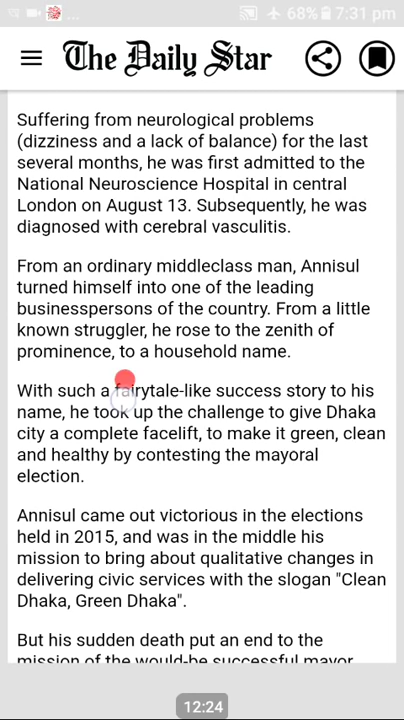 68% 7:31 pm
The Daily Star
Suffering from neurological problems
(dizziness and a lack of balance) for the last
several months, he was first admitted to the
National Neuroscience Hospital in central
London on August 13. Subsequently, he was
diagnosed with cerebral vasculitis.
From an ordinary middleclass man, Annisul
turned himself into one of the leading
businesspersons of the country. From a little
known struggler, he rose to the zenith of
prominence, to a household name.
With such a fairytale-like success story to his
name, he took up the challenge to give Dhaka
city a complete facelift, to make it green, clean
and healthy by contesting the mayoral
election.
Annisul came out victorious in the elections
held in 2015, and was in the middle his
mission to bring about qualitative changes in
delivering civic services with the slogan "Clean
Dhaka, Green Dhaka".
But his sudden death put an end to the
mission of the would-be successful mayor
12:24